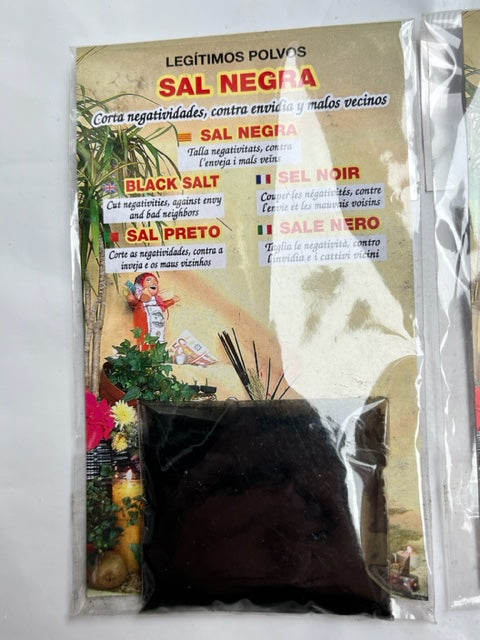 LEGÍTIMOS POLVOS
SAL NEGRA
Corta negatividades, contra envidia y malos vecinos
SAL NEGRA
Talla negativitats, contra
l'enveja i mals veïns
BLACK SALT
Cut negativities, against envy
and bad neighbors
SEL NOIR
Couper les négativités, contre
l'envie et les mauvais voisins
SAL PRETO
Corte as negatividades, contra a
inveja e os maus vizinhos
SALE NERO
Taglia le negatività, contro
l'invidia e i cattivi vicini